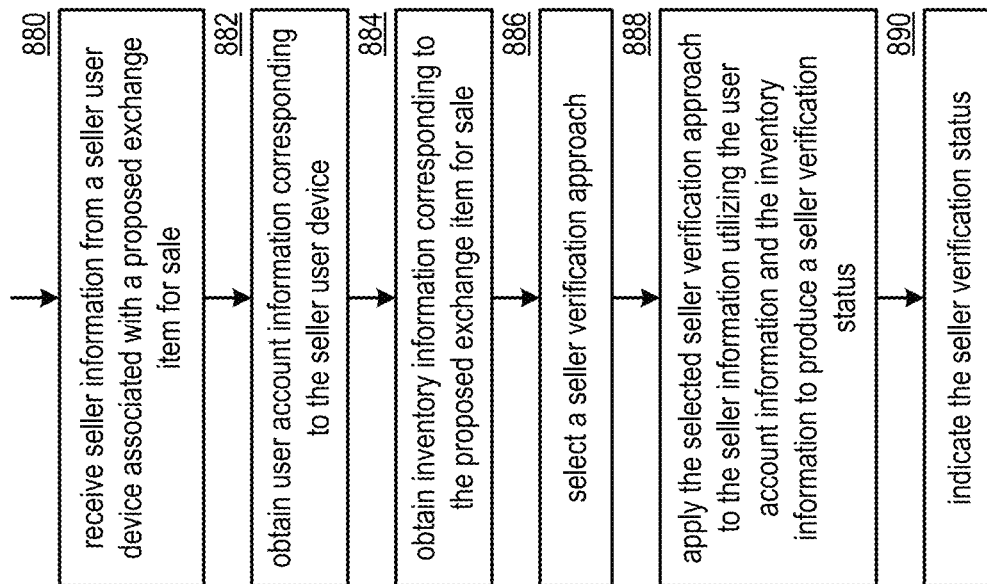 880
receive seller information from a seller user
device associated with a proposed exchange
item for sale
882
obtain user account information corresponding
to the seller user device
884
obtain inventory information corresponding to
the proposed exchange item for sale
886
select a seller verification approach
888
apply the selected seller verification approach
to the seller information utilizing the user
account information and the inventory
information to produce a seller verification
status
890
indicate the seller verification status